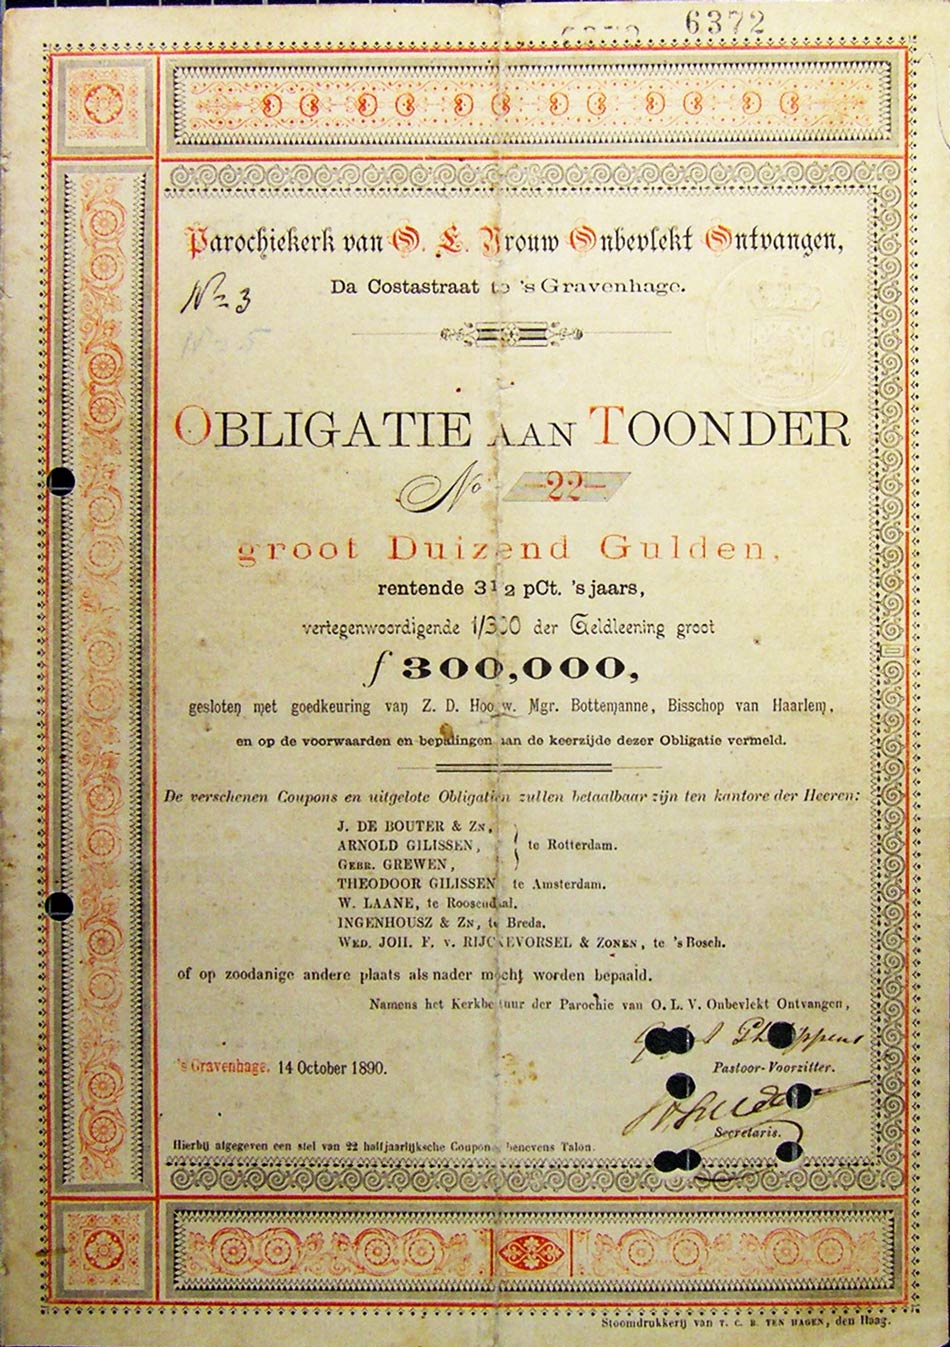 6372
Parochiekerk van O. L. Vrouw Onbevlekt Ontvangen,
Da Costastraat te 's Gravenhage.
No 3
OBLIGATIE AAN TOONDER
No -22-
groot Duizend Gulden,
rentende 3 1/2 pCt. 's jaars,
vertegenwoordigende 1/300 der Geldleening groot
f 300,000,
gesloten met goedkeuring van Z. D. Hoogw. Mgr. Bottemanne, Bisschop van Haarlem,
en op de voorwaarden en bepalingen aan de keerzijde dezer Obligatie vermeld.
De verschenen Coupons en uitgelote Obligatien zullen betaalbaar zijn ten kantore der Heeren:
J. DE BOUTER & ZN,
ARNOLD GILISSEN, te Rotterdam.
GEBR. GREWEN,
THEODOOR GILISSEN te Amsterdam.
W. LAANE, te Roosendaal.
INGENHOUSZ & ZN, te Breda.
WED. JOH. F. v. RIJCKEVORSEL & ZONEN, te 's Bosch.
of op zoodanige andere plaats als nader mocht worden bepaald.
Namens het Kerkbestuur der Parochie van O. L. V. Onbevlekt Ontvangen,
Pastoor-Voorzitter.
's Gravenhage, 14 October 1890.
Secretaris.
Hierbij afgegeven een stel van 22 halfjaarlijksche Coupons benevens Talon.
Stoomdrukkerij van T. C. B. TEN HAGEN, den Haag.